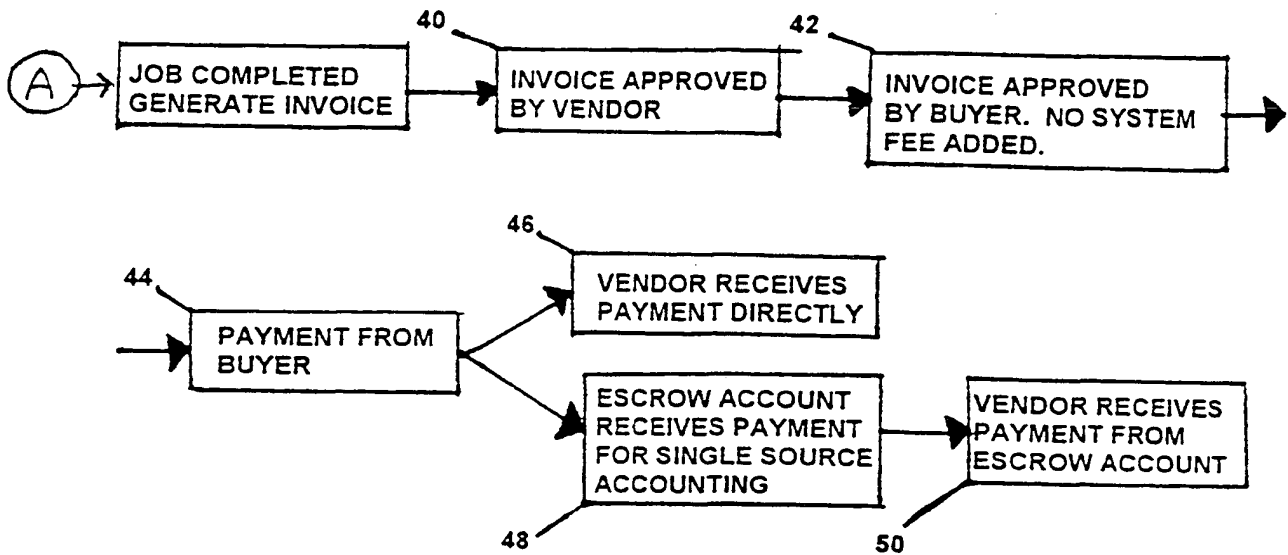 40
42
A
JOB COMPLETED
GENERATE INVOICE
INVOICE APPROVED
BY VENDOR
INVOICE APPROVED
BY BUYER. NO SYSTEM
FEE ADDED.
44
46
PAYMENT FROM
BUYER
VENDOR RECEIVES
PAYMENT DIRECTLY
ESCROW ACCOUNT
RECEIVES PAYMENT
FOR SINGLE SOURCE
ACCOUNTING
VENDOR RECEIVES
PAYMENT FROM
ESCROW ACCOUNT
48
50